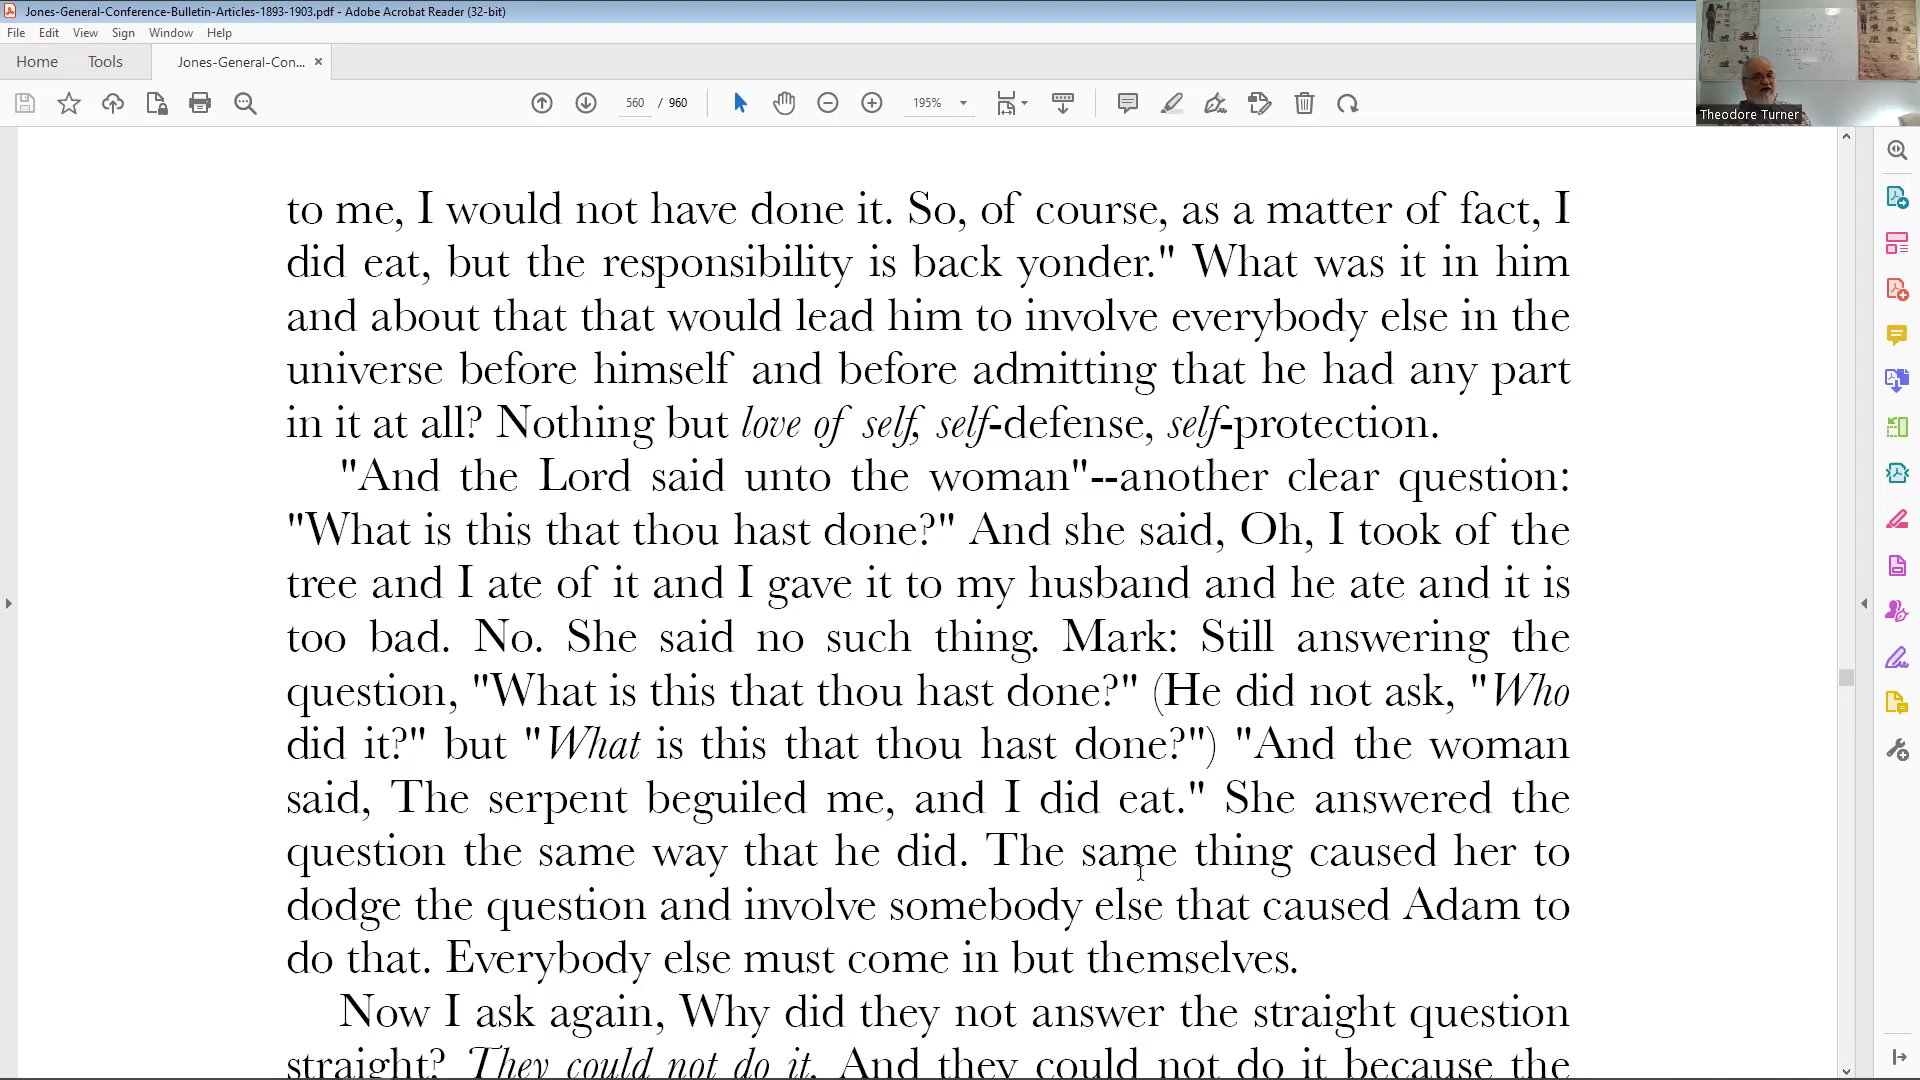 Jones-General-Conference-Bulletin-Articles-1893-1903.pdf - Adobe Acrobat Reader (32-bit)
File Edit View Sign Window Help
Home Tools Jones-General-Con... ×
560 / 960 195%
Theodore Turner
to me, I would not have done it. So, of course, as a matter of fact, I
did eat, but the responsibility is back yonder." What was it in him
and about that that would lead him to involve everybody else in the
universe before himself and before admitting that he had any part
in it at all? Nothing but love of self, self-defense, self-protection.
"And the Lord said unto the woman"--another clear question:
"What is this that thou hast done?" And she said, Oh, I took of the
tree and I ate of it and I gave it to my husband and he ate and it is
too bad. No. She said no such thing. Mark: Still answering the
question, "What is this that thou hast done?" (He did not ask, "Who
did it?" but "What is this that thou hast done?") "And the woman
said, The serpent beguiled me, and I did eat." She answered the
question the same way that he did. The same thing caused her to
dodge the question and involve somebody else that caused Adam to
do that. Everybody else must come in but themselves.
Now I ask again, Why did they not answer the straight question
straight? They could not do it. And they could not do it because the